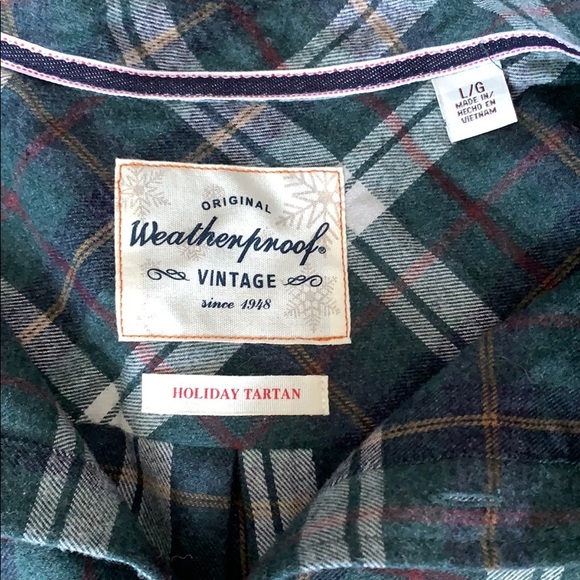 L/G
MADE IN/
HECHO EN
VIETNAM
ORIGINAL
Weatherproof®
VINTAGE
since 1948
HOLIDAY TARTAN